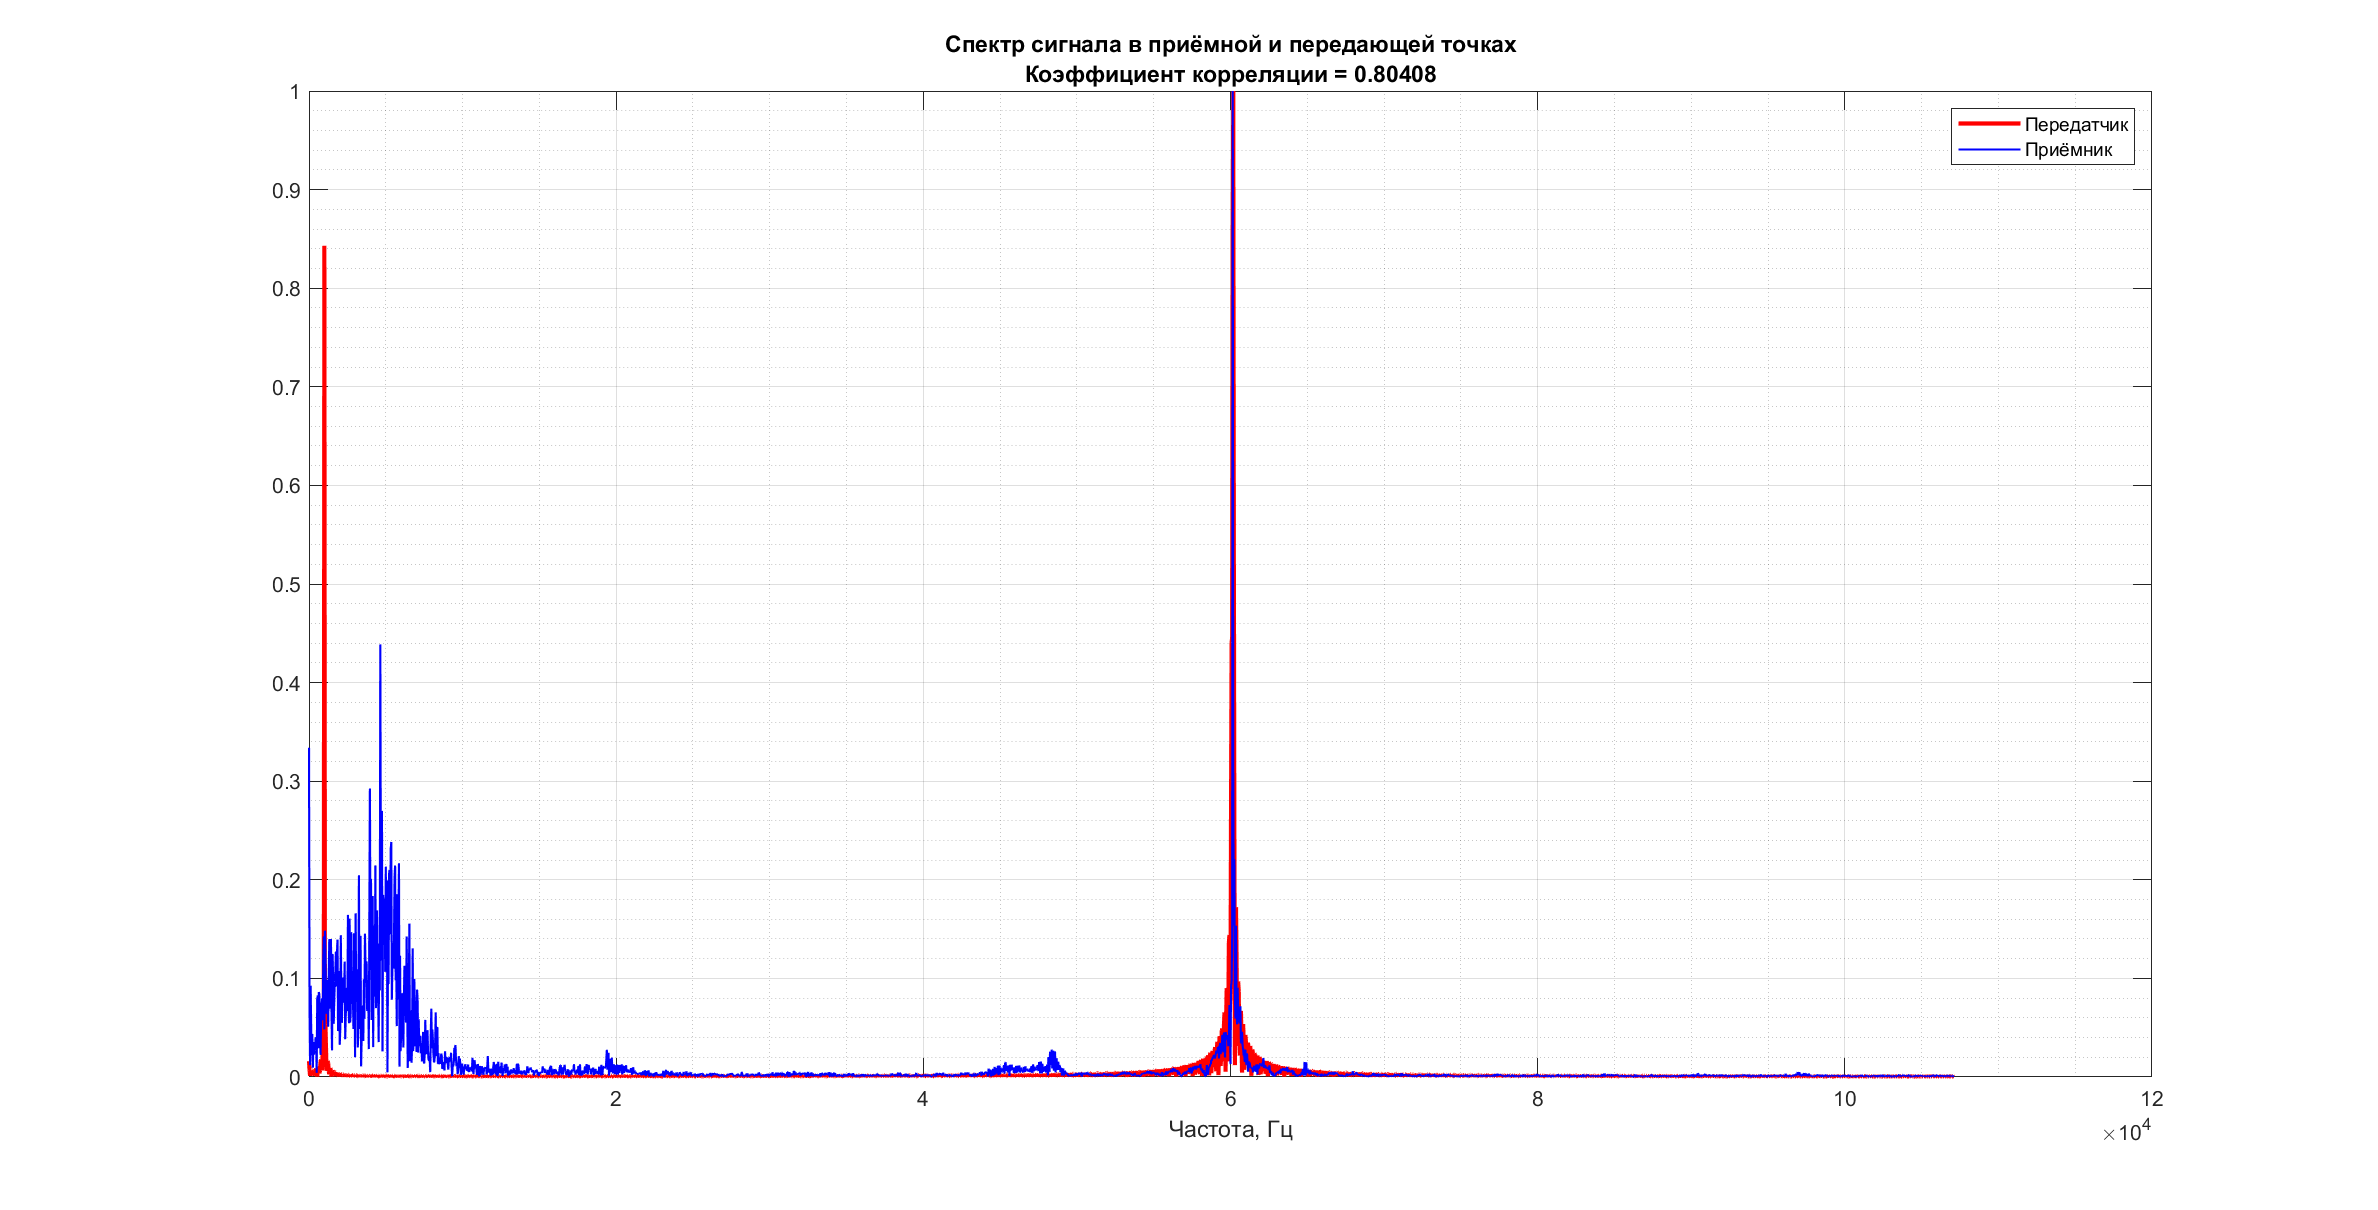 Спектр сигнала в приёмной и передающей точках
Коэффициент корреляции = 0.80408
Передатчик
Приёмник
1
0.9
0.8
0.7
0.6
0.5
0.4
0.3
0.2
0.1
0
0 2 4 6 8 10 12
Частота, Гц
×10⁴